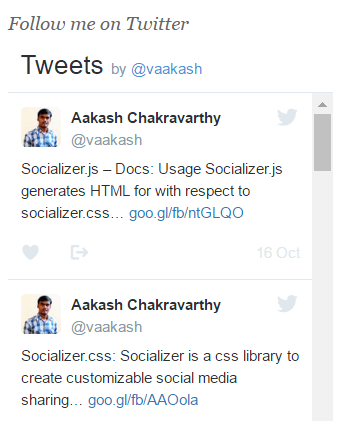 Follow me on Twitter
Tweets by @vaakash
Aakash Chakravarthy
@vaakash
Socializer.js – Docs: Usage Socializer.js
generates HTML for with respect to
socializer.css… goo.gl/fb/ntGLQO
16 Oct
Aakash Chakravarthy
@vaakash
Socializer.css: Socializer is a css library to
create customizable social media
sharing… goo.gl/fb/AAOola